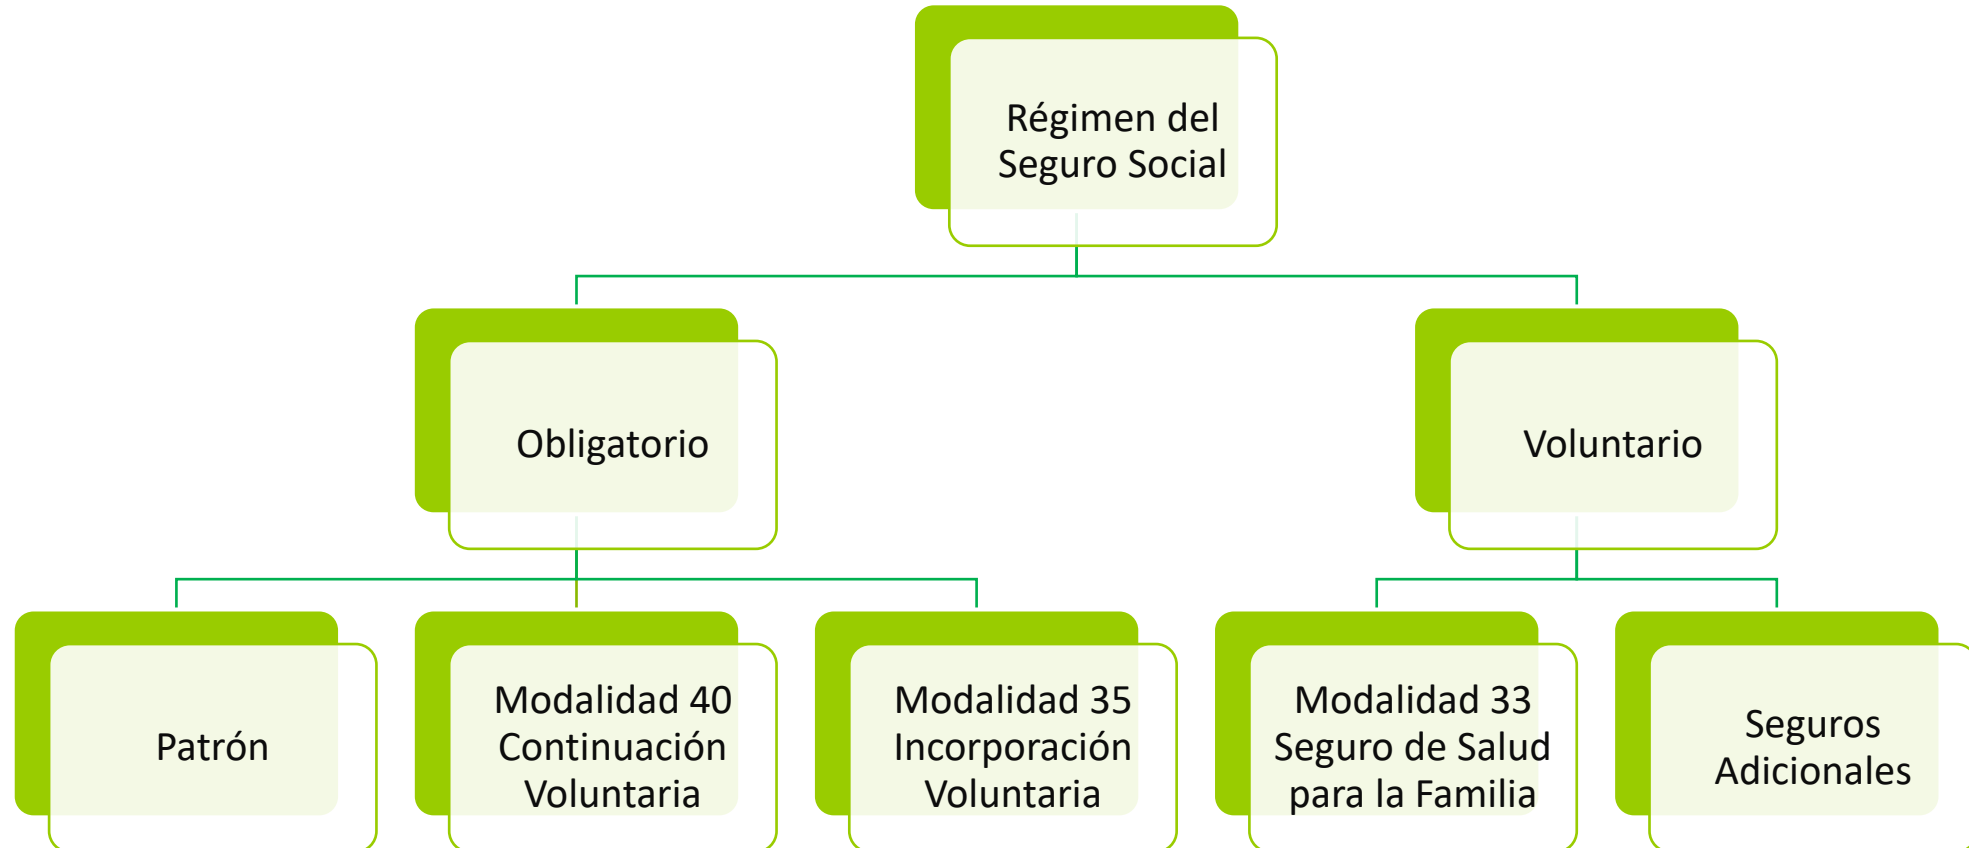 Régimen del
Seguro Social
Obligatorio
Voluntario
Patrón
Modalidad 40
Continuación
Voluntaria
Modalidad 35
Incorporación
Voluntaria
Modalidad 33
Seguro de Salud
para la Familia
Seguros
Adicionales